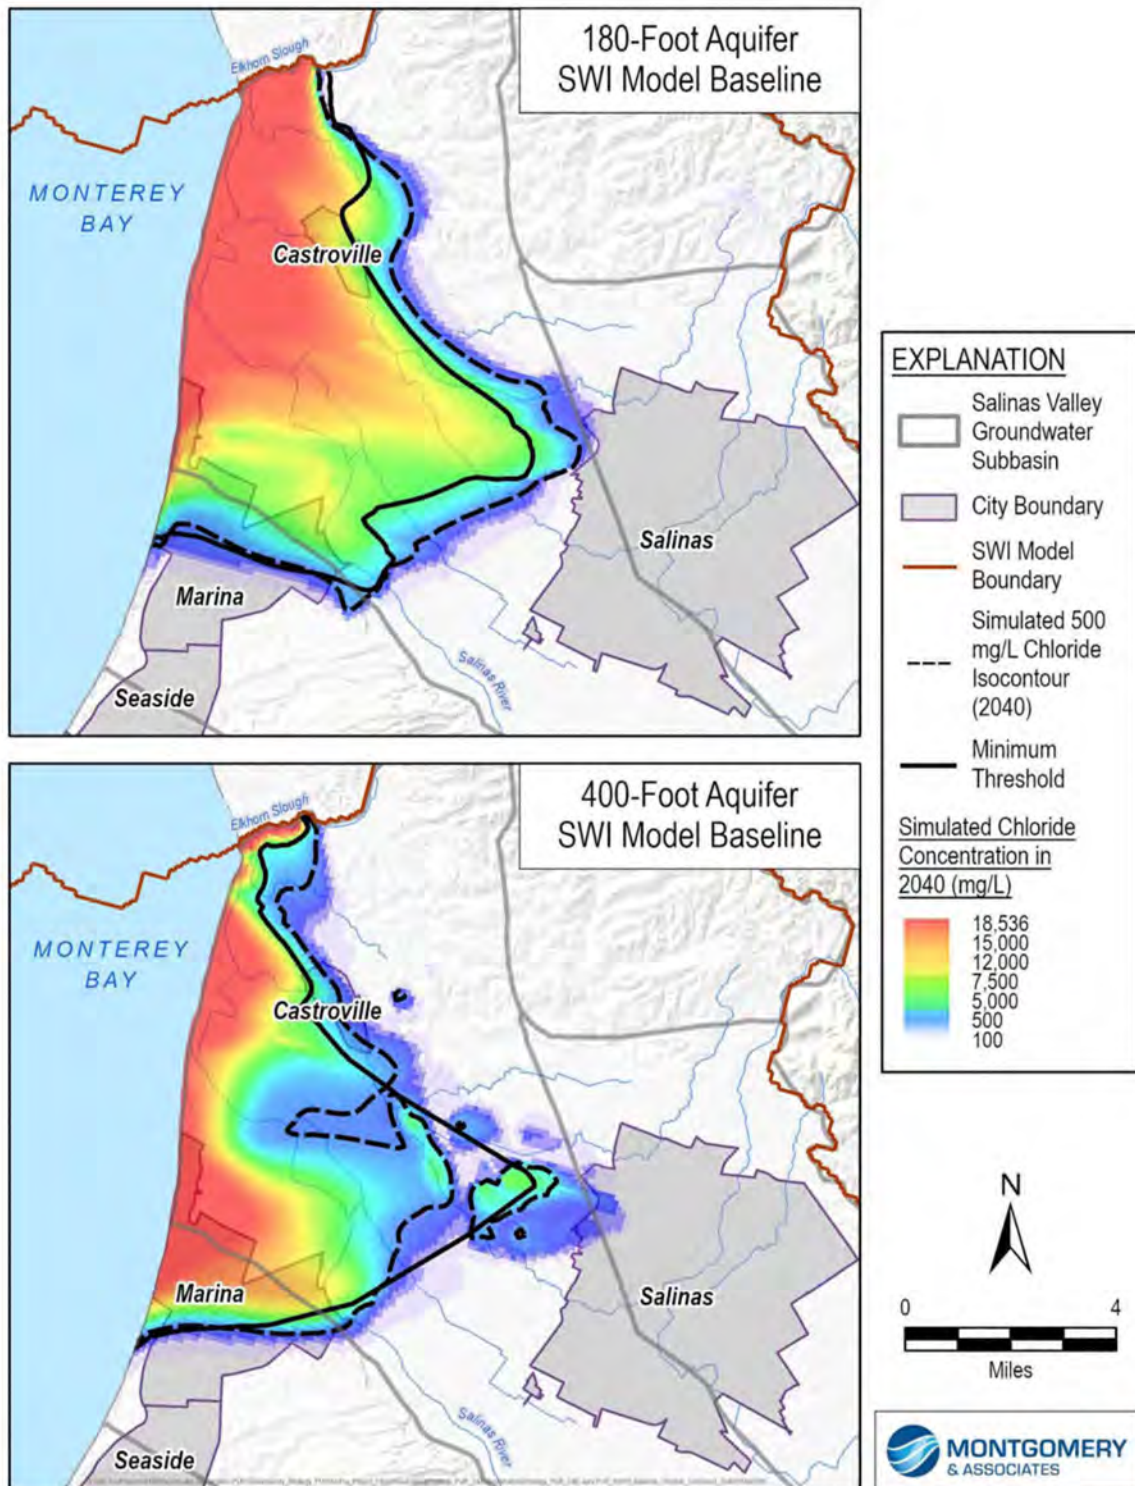 180-Foot Aquifer
SWI Model Baseline
Elkhorn Slough
MONTEREY
BAY
Castroville
Salinas
Marina
Salinas River
Seaside
400-Foot Aquifer
SWI Model Baseline
Elkhorn Slough
MONTEREY
BAY
Castroville
Marina
Salinas
Salinas River
Seaside
EXPLANATION
Salinas Valley
Groundwater
Subbasin
City Boundary
SWI Model
Boundary
Simulated 500
mg/L Chloride
Isocontour
(2040)
Minimum
Threshold
Simulated Chloride
Concentration in
2040 (mg/L)
18,536
15,000
12,000
7,500
5,000
500
100
N
0 4
Miles
MONTGOMERY
& ASSOCIATES